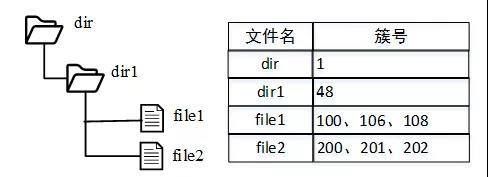 dir
dir1
file1
file2
文件名 簇号
dir 1
dir1 48
file1 100、106、108
file2 200、201、202